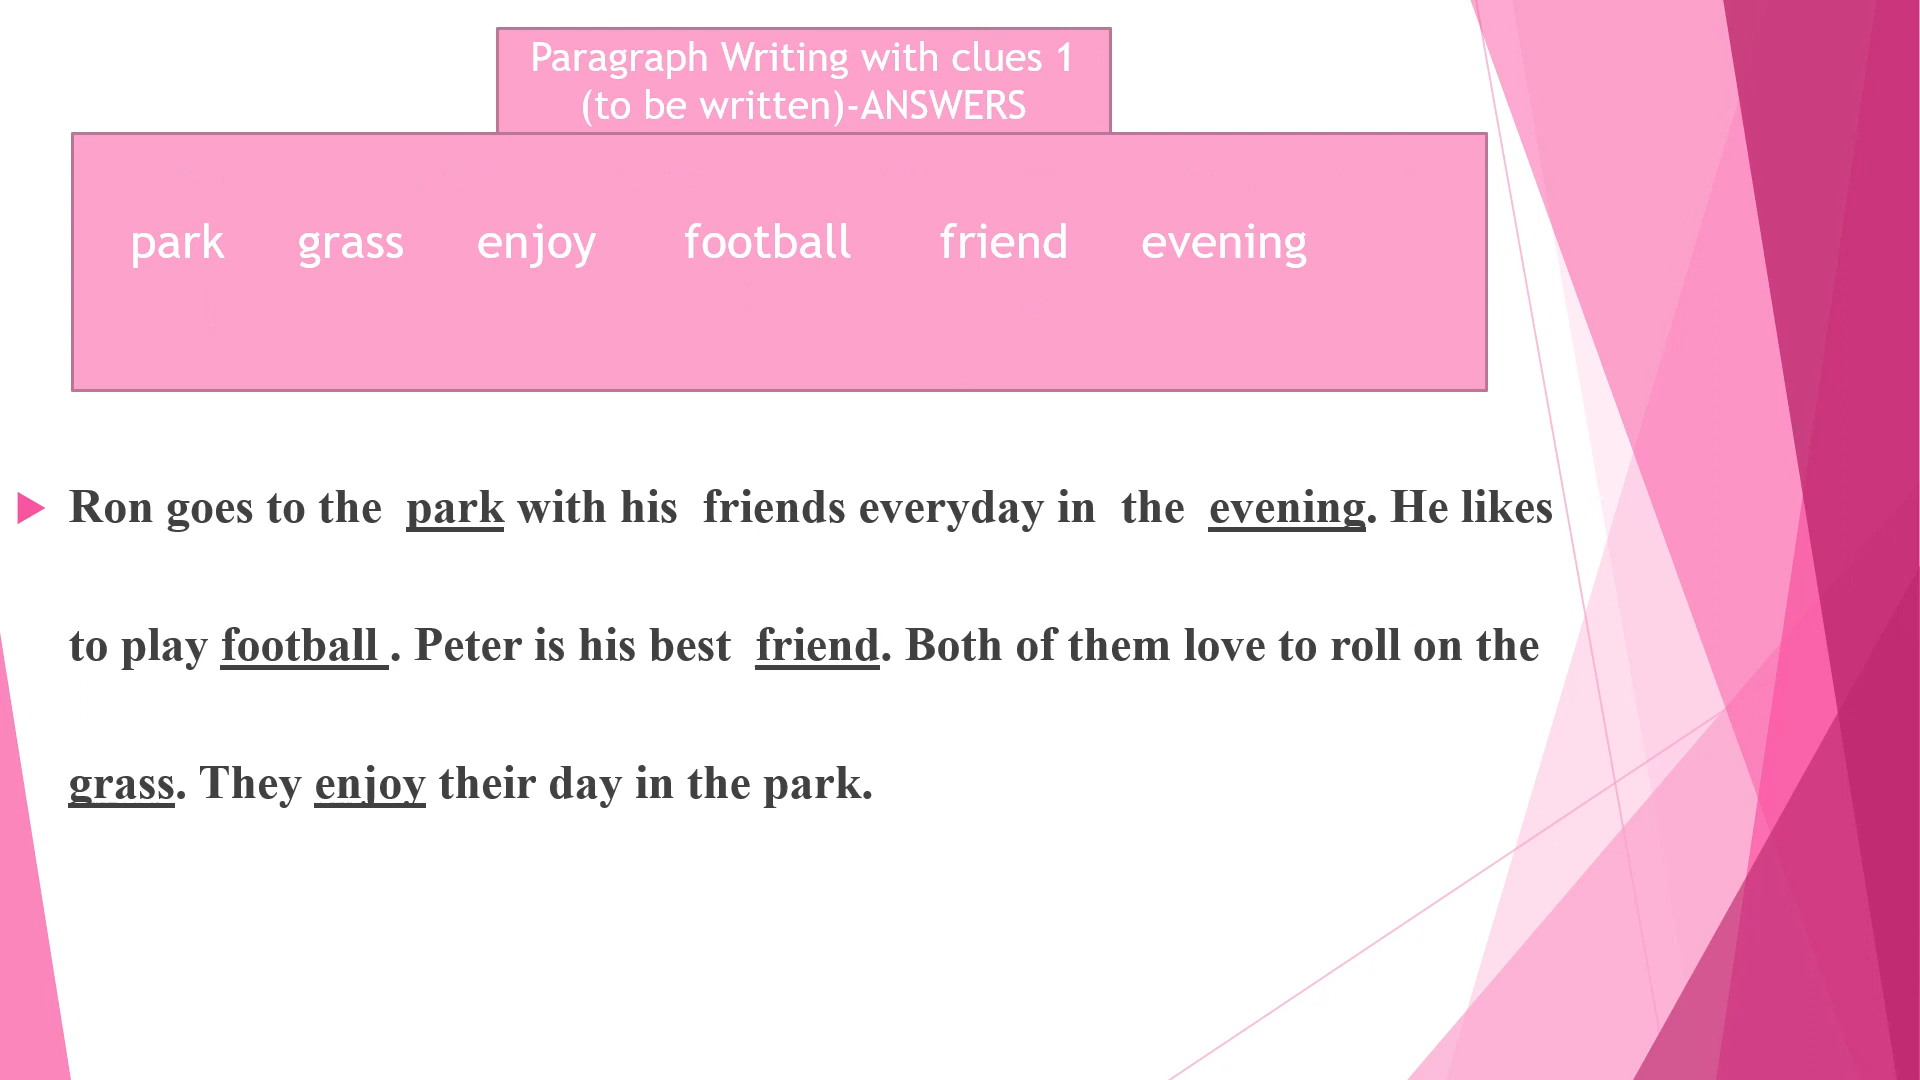 Paragraph Writing with clues 1
(to be written)-ANSWERS
park grass enjoy football friend evening
Ron goes to the park with his friends everyday in the evening. He likes
to play football . Peter is his best friend. Both of them love to roll on the
grass. They enjoy their day in the park.